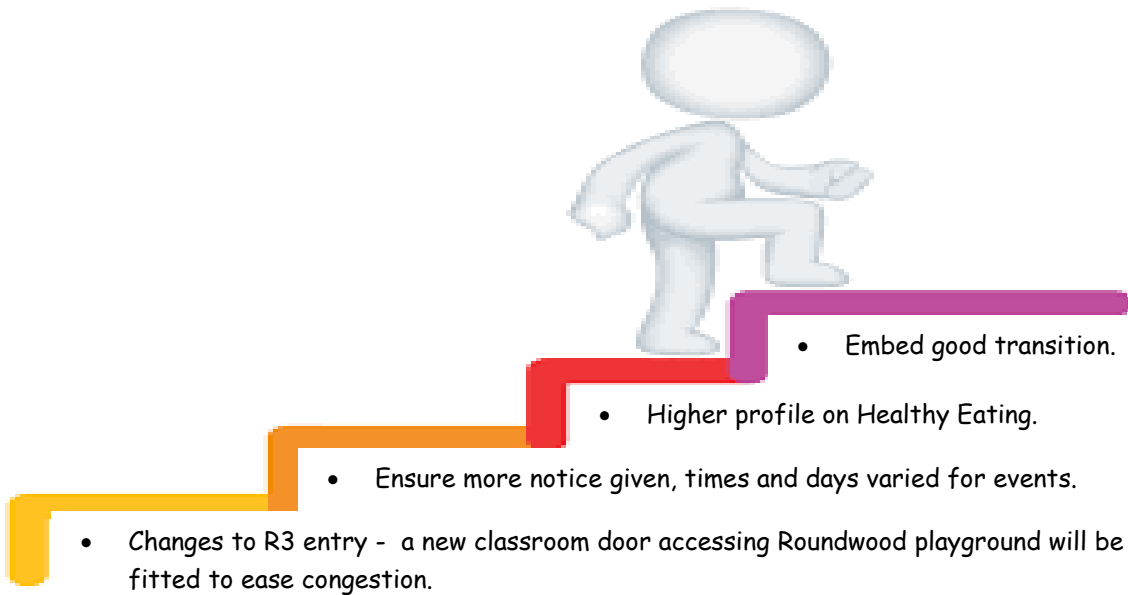 • Embed good transition.
• Higher profile on Healthy Eating.
• Ensure more notice given, times and days varied for events.
• Changes to R3 entry - a new classroom door accessing Roundwood playground will be
fitted to ease congestion.